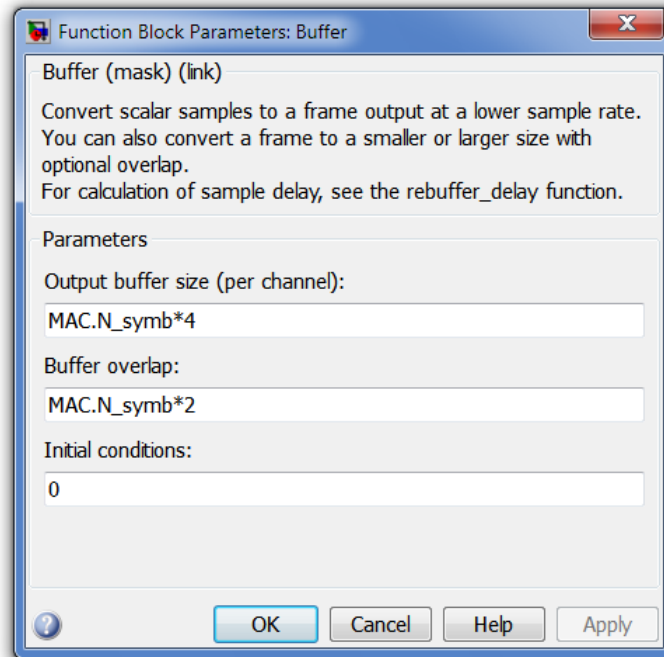 Function Block Parameters: Buffer
X
Buffer (mask) (link)
Convert scalar samples to a frame output at a lower sample rate.
You can also convert a frame to a smaller or larger size with
optional overlap.
For calculation of sample delay, see the rebuffer_delay function.
Parameters
Output buffer size (per channel):
MAC.N_symb*4
Buffer overlap:
MAC.N_symb*2
Initial conditions:
0
? OK Cancel Help Apply